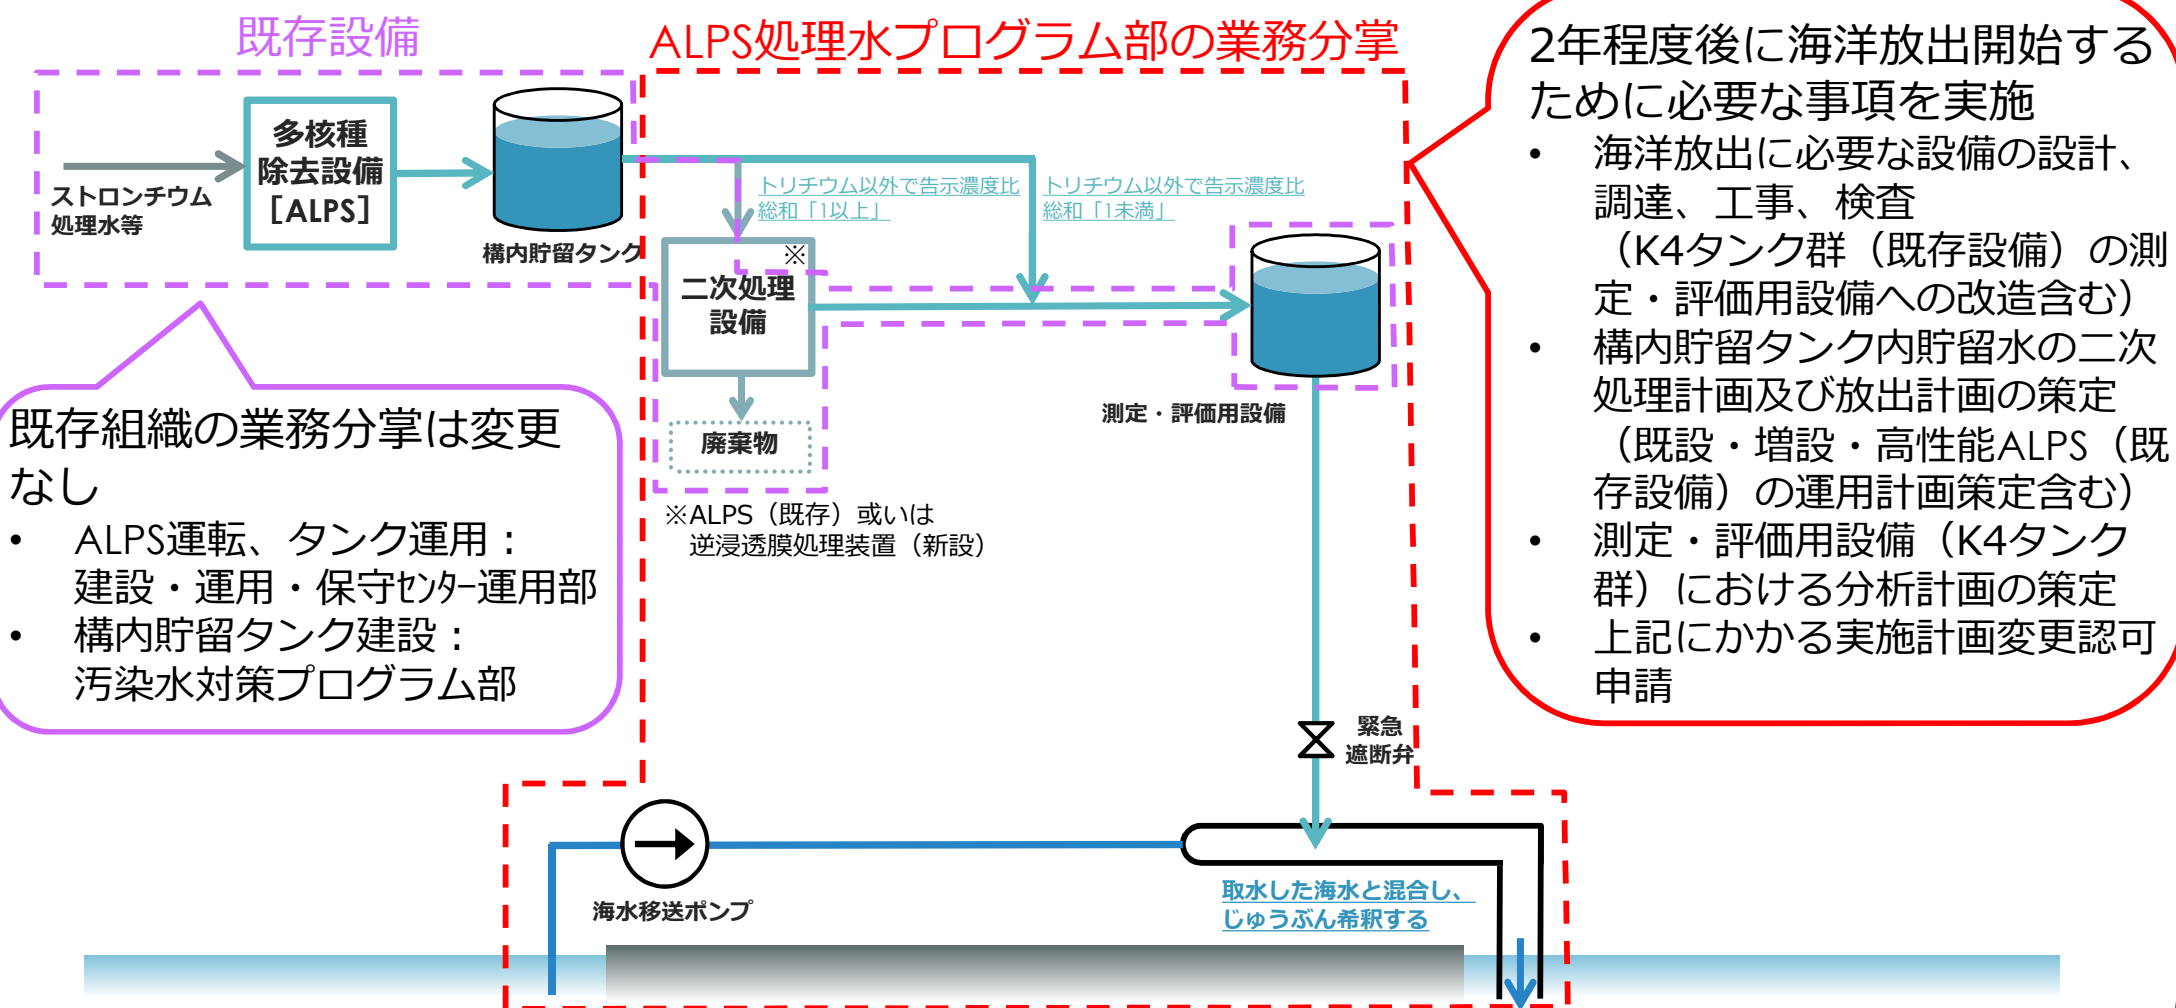 既存設備
ALPS処理水プログラム部の業務分掌
多核種
除去設備
［ALPS］
ストロンチウム
処理水等
構内貯留タンク
トリチウム以外で告示濃度比
総和「1以上」
トリチウム以外で告示濃度比
総和「1未満」
※
二次処理
設備
廃棄物
※ALPS（既存）或いは
逆浸透膜処理装置（新設）
測定・評価用設備
緊急
遮断弁
海水移送ポンプ
取水した海水と混合し、
じゅうぶん希釈する
既存組織の業務分掌は変更
なし
• ALPS運転、タンク運用：
建設・運用・保守ｾﾝﾀｰ運用部
• 構内貯留タンク建設：
汚染水対策プログラム部
2年程度後に海洋放出開始する
ために必要な事項を実施
• 海洋放出に必要な設備の設計、
調達、工事、検査
（K4タンク群（既存設備）の測
定・評価用設備への改造含む）
• 構内貯留タンク内貯留水の二次
処理計画及び放出計画の策定
（既設・増設・高性能ALPS（既
存設備）の運用計画策定含む）
• 測定・評価用設備（K4タンク
群）における分析計画の策定
• 上記にかかる実施計画変更認可
申請